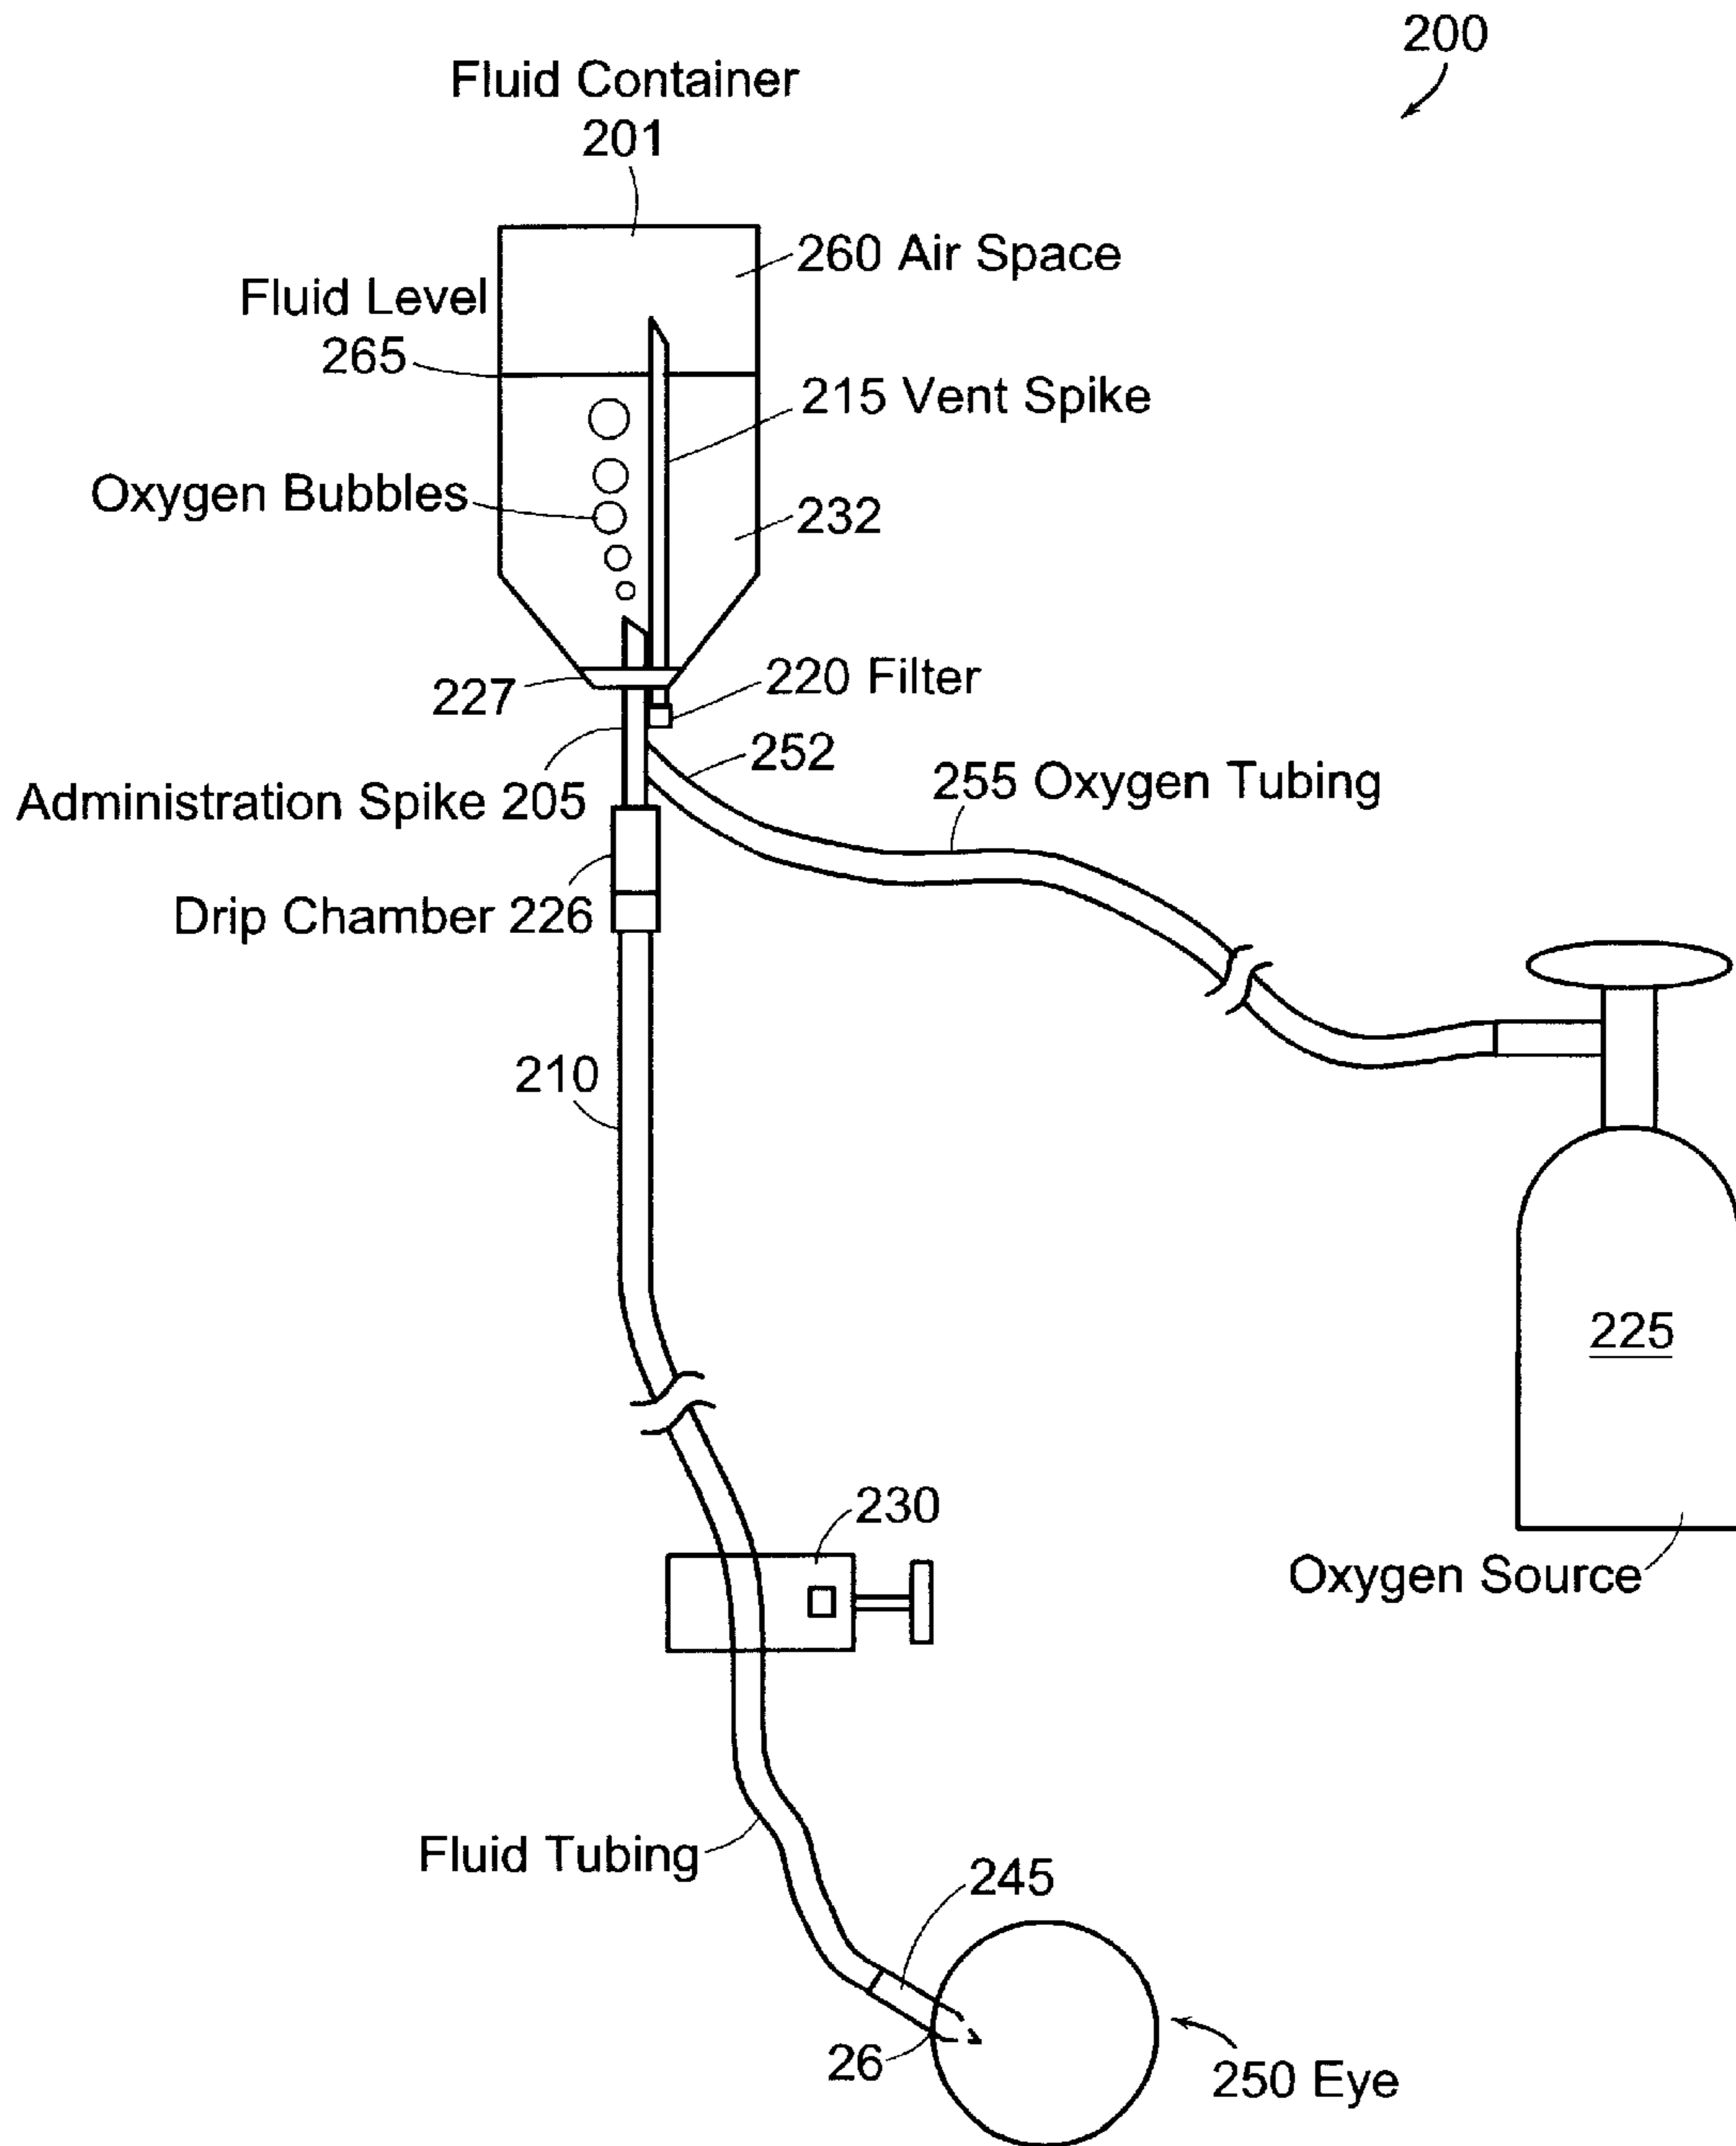 200
Fluid Container
201
260 Air Space
Fluid Level
265
215 Vent Spike
Oxygen Bubbles
232
220 Filter
227
252
255 Oxygen Tubing
Administration Spike 205
Drip Chamber 226
210
225
230
Oxygen Source
Fluid Tubing
245
26
250 Eye